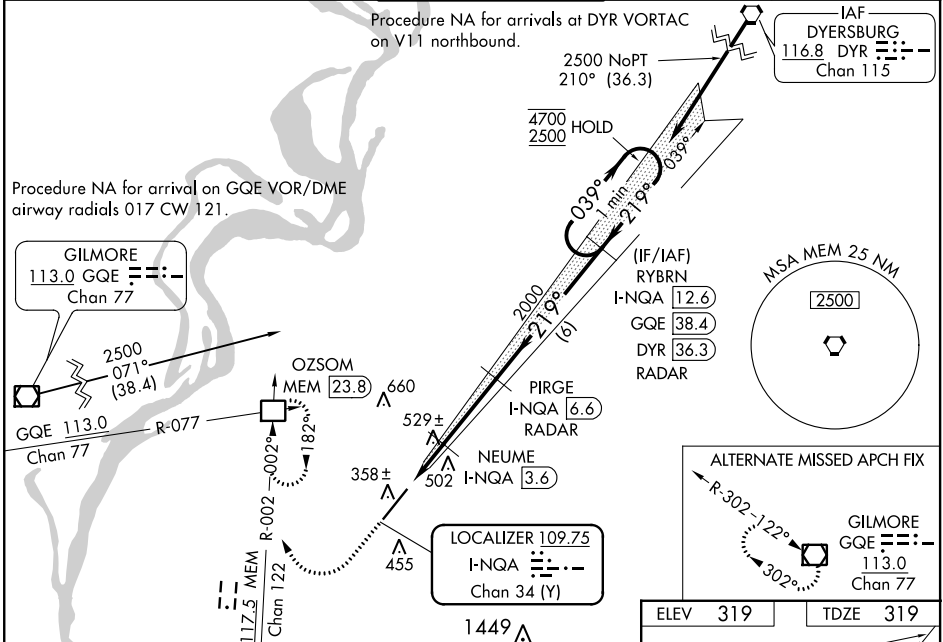 Procedure NA for arrivals at DYR VORTAC
on V11 northbound.
IAF
DYERSBURG
116.8 DYR
Chan 115
2500 NoPT
210° (36.3)
4700
2500
HOLD
039°
039°
1 min
219°
Procedure NA for arrival on GQE VOR/DME
airway radials 017 CW 121.
GILMORE
113.0 GQE
Chan 77
2500
071°
(38.4)
GQE 113.0
Chan 77
R-077
OZSOM
MEM 23.8
660
002°
182°
R-002
117.5 MEM
Chan 122
2000
219°
(6)
(IF/IAF)
RYBRN
I-NQA 12.6
GQE 38.4
DYR 36.3
RADAR
MSA MEM 25 NM
2500
PIRGE
I-NQA 6.6
RADAR
529±
NEUME
I-NQA 3.6
502
358±
455
LOCALIZER 109.75
I-NQA
Chan 34 (Y)
1449
ALTERNATE MISSED APCH FIX
R-302
122°
302°
GILMORE
GQE
113.0
Chan 77
ELEV 319
TDZE 319